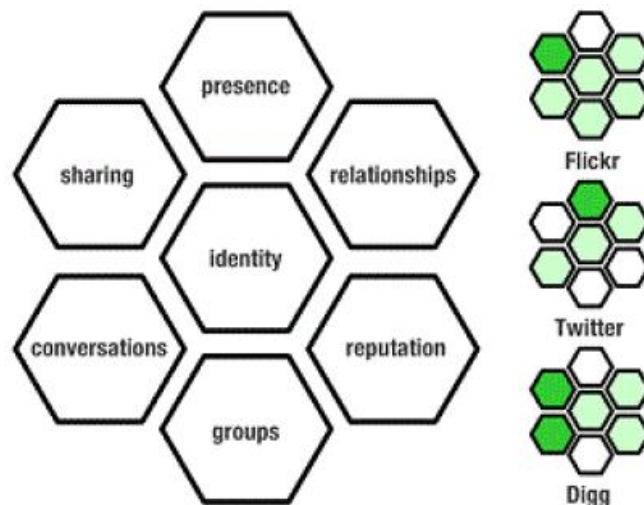 presence
sharing
relationships
identity
conversations
reputation
groups
Flickr
Twitter
Digg